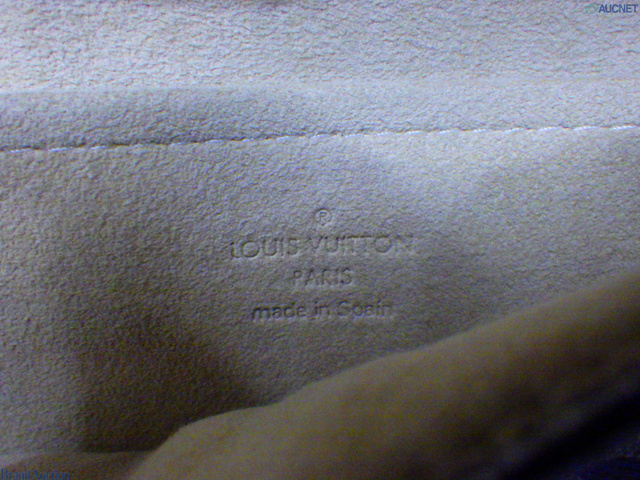 AUCNET
®
LOUIS VUITTON
PARIS
made in Spain